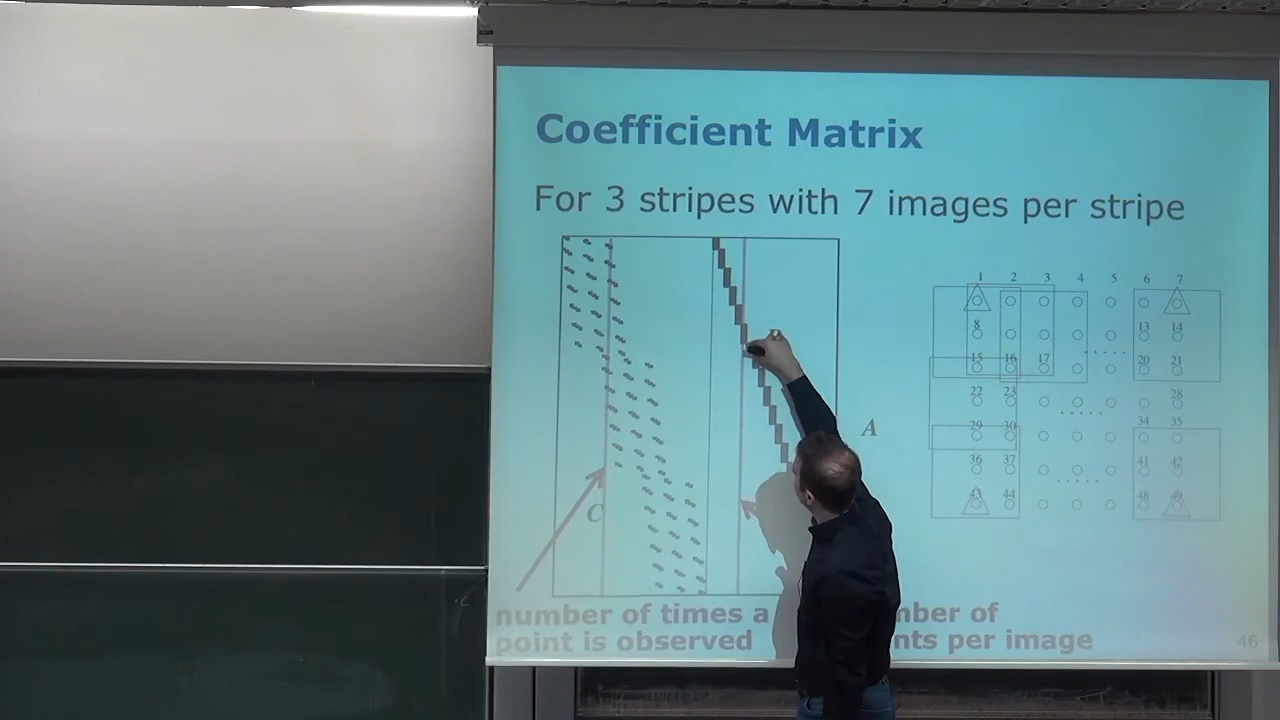 Coefficient Matrix
For 3 stripes with 7 images per stripe
1 2 3 4 5 6 7
8 13 14
15 16 17 20 21
22 23 28
29 30 34 35
36 37 41 42
43 44 48 49
A
C
number of times a
point is observed
mber of
nts per image
46